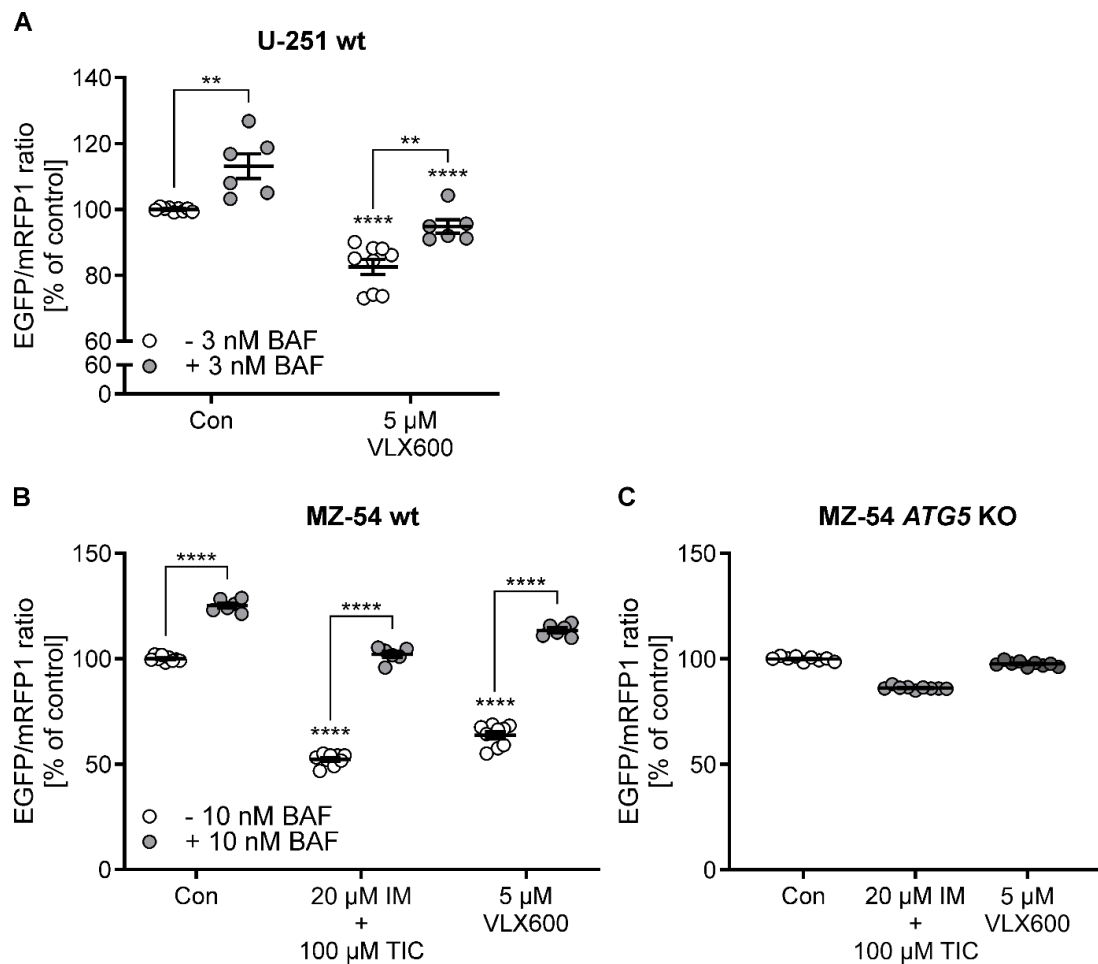 A
U-251 wt
EGFP/mRFP1 ratio
[% of control]
140
120
100
80
60
60
0
**
****
**
****
- 3 nM BAF
+ 3 nM BAF
Con
5 µM
VLX600
B
MZ-54 wt
EGFP/mRFP1 ratio
[% of control]
150
100
50
0
****
****
****
****
****
- 10 nM BAF
+ 10 nM BAF
Con
20 µM IM
+
100 µM TIC
5 µM
VLX600
C
MZ-54 ATG5 KO
EGFP/mRFP1 ratio
[% of control]
150
100
50
0
Con
20 µM IM
+
100 µM TIC
5 µM
VLX600